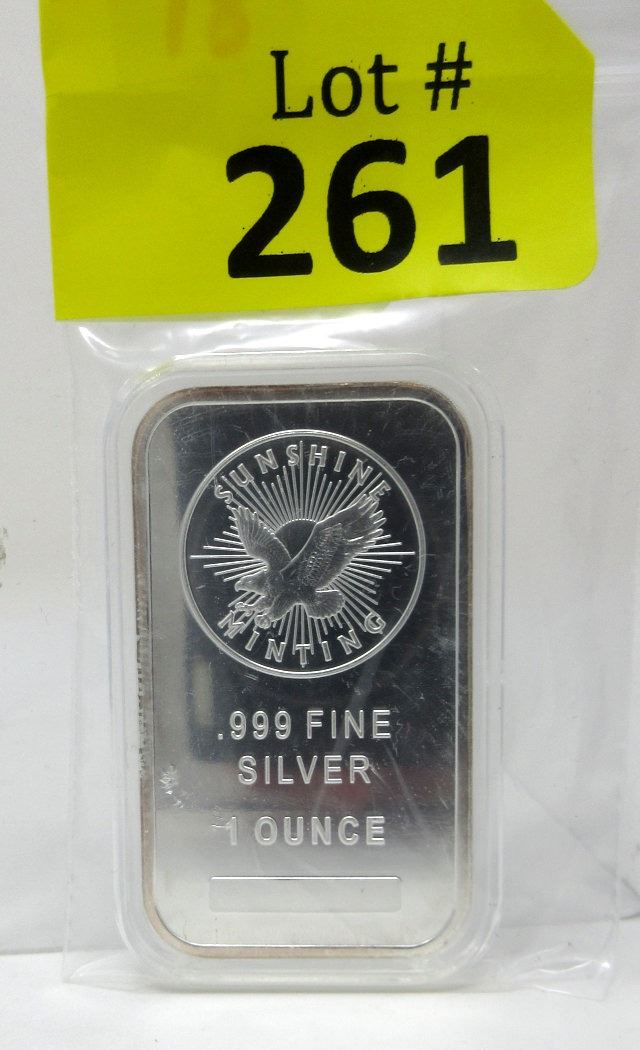 Lot #
261
SUNSHINE
MINTING
.999 FINE
SILVER
1 OUNCE